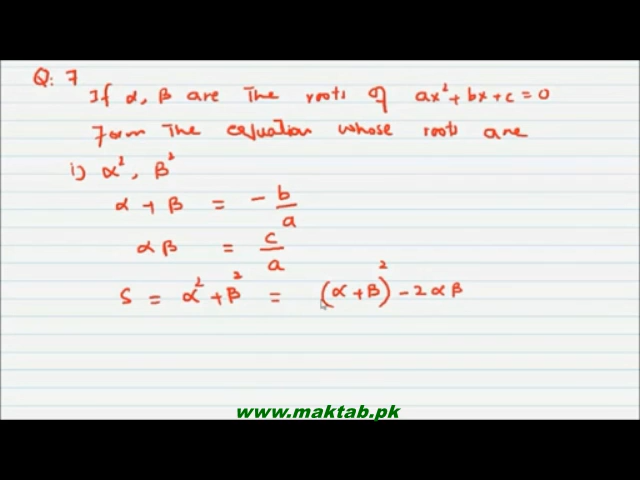 Q: 7
If α, β are the roots of ax² + bx + c = 0
Form the equation whose roots are
i) α², β²
α + β = - b/a
αβ = c/a
S = α² + β² = (α + β)² - 2αβ
www.maktab.pk